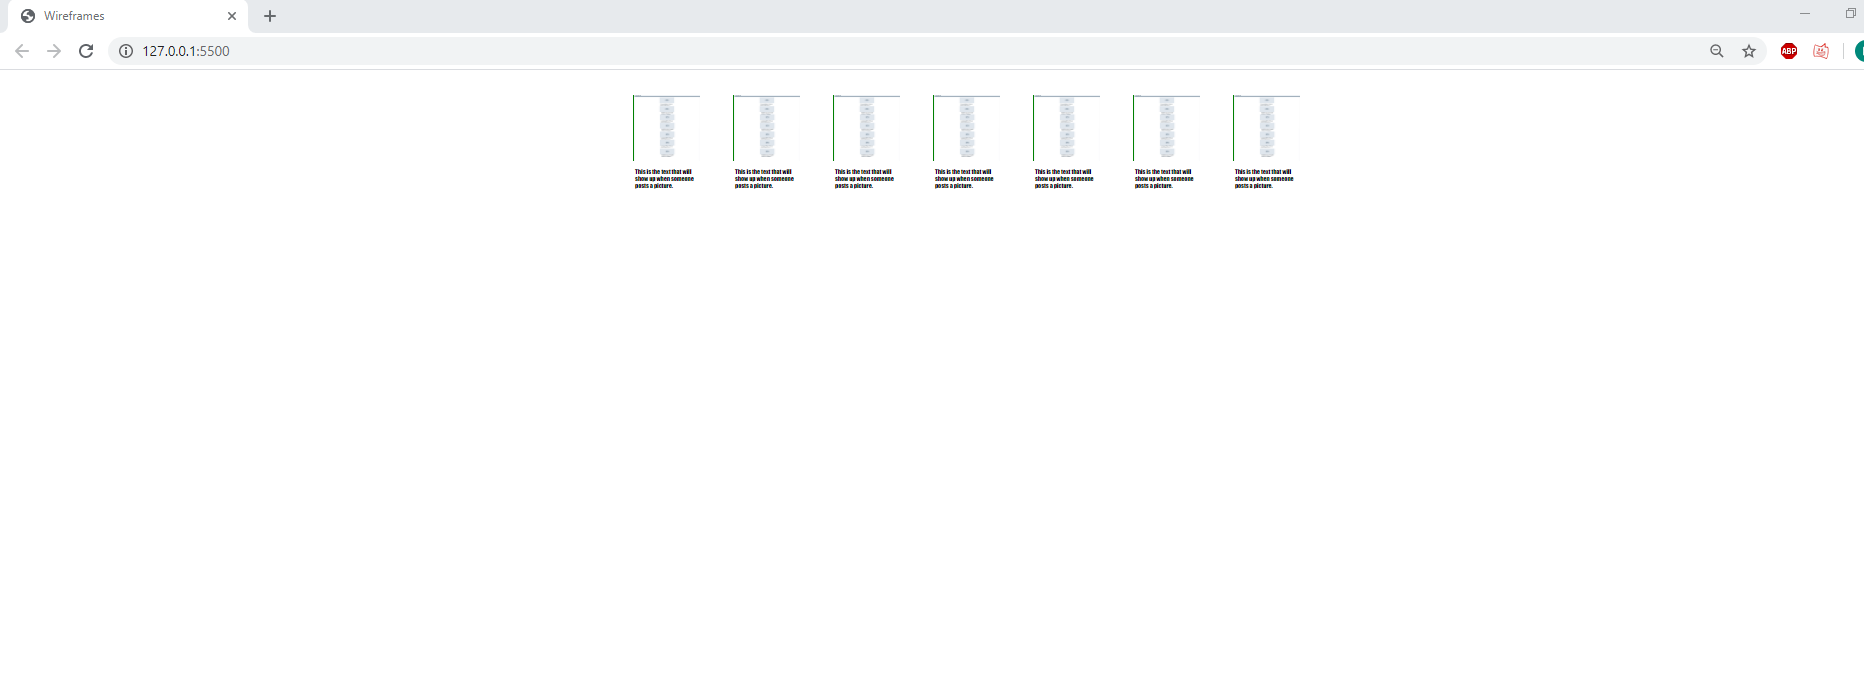 Wireframes
127.0.0.1:5500
ABP
This is the text that will
show up when someone
posts a picture.
This is the text that will
show up when someone
posts a picture.
This is the text that will
show up when someone
posts a picture.
This is the text that will
show up when someone
posts a picture.
This is the text that will
show up when someone
posts a picture.
This is the text that will
show up when someone
posts a picture.
This is the text that will
show up when someone
posts a picture.